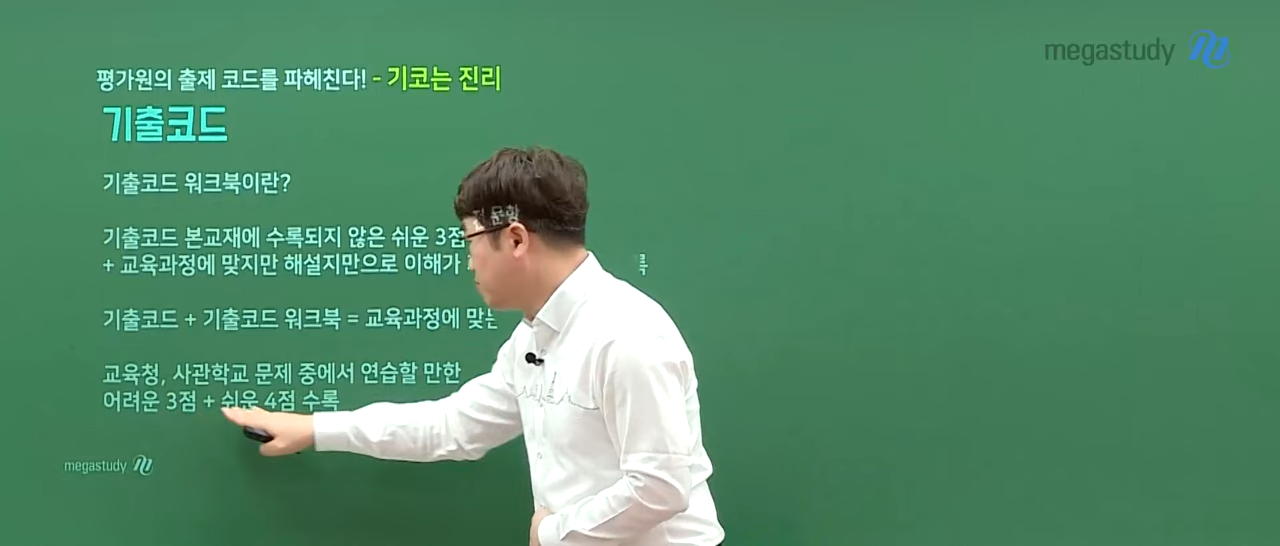 megastudy
평가원의 출제 코드를 파헤친다! - 기코는 진리
기출코드
기출코드 워크북이란?
기출코드 본교재에 수록되지 않은 쉬운 3점
+ 교육과정에 맞지만 해설지만으로 이해가
기출코드 + 기출코드 워크북 = 교육과정에 맞는
교육청, 사관학교 문제 중에서 연습할 만한
어려운 3점 + 쉬운 4점 수록
megastudy